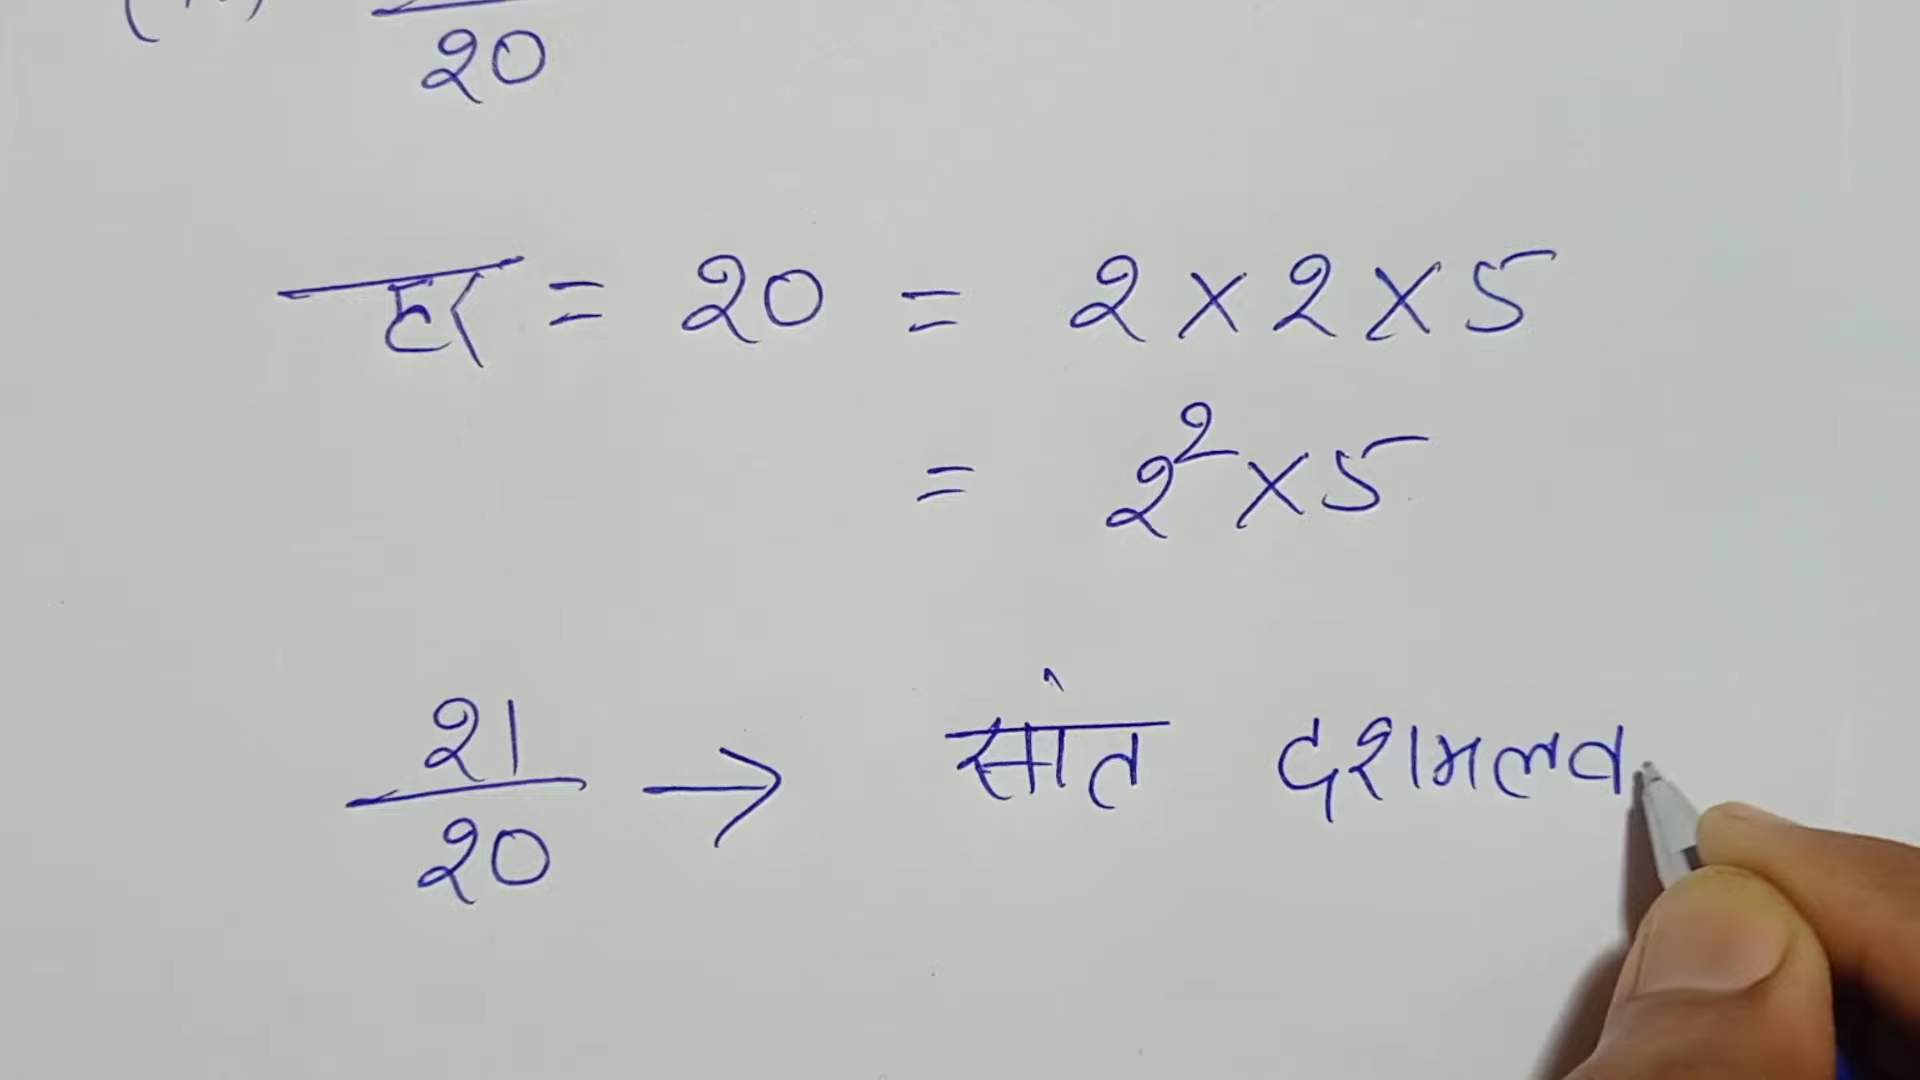 20
हर = 20 = 2 × 2 × 5
= 2² × 5
21/20 → सांत दशमलव